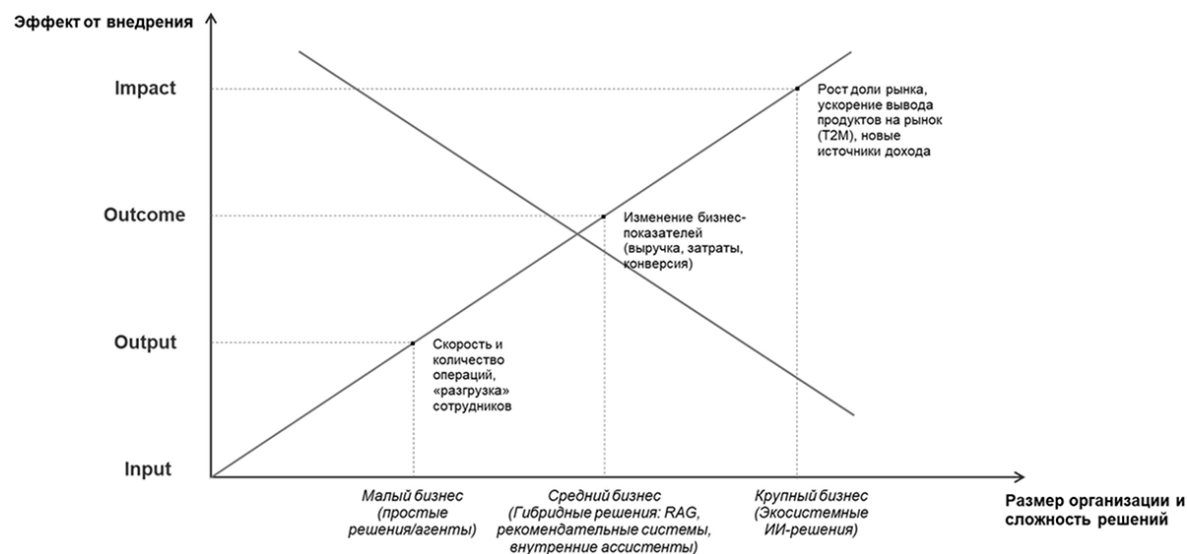 Эффект от внедрения
Impact
Рост доли рынка,
ускорение вывода
продуктов на рынок
(T2M), новые
источники дохода
Outcome
Изменение бизнес-
показателей
(выручка, затраты,
конверсия)
Output
Скорость и
количество
операций,
«разгрузка»
сотрудников
Input
Малый бизнес
(простые
решения/агенты)
Средний бизнес
(Гибридные решения: RAG,
рекомендательные системы,
внутренние ассистенты)
Крупный бизнес
(Экосистемные
ИИ-решения)
Размер организации и
сложность решений